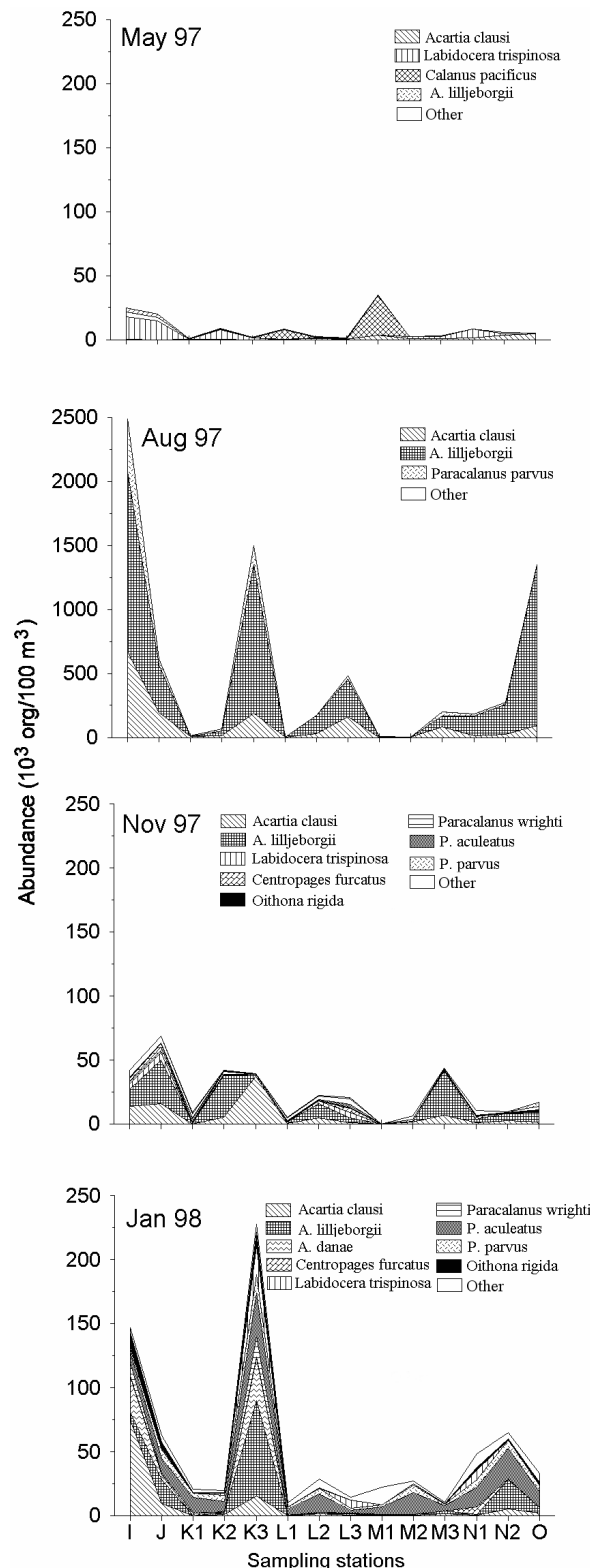 May 97
Acartia clausi
Labidocera trispinosa
Calanus pacificus
A. lilljeborgii
Other
250
200
150
100
50
0
Aug 97
Acartia clausi
A. lilljeborgii
Paracalanus parvus
Other
2500
2000
1500
1000
500
0
Abundance (10³ org/100 m³)
Nov 97
Acartia clausi
A. lilljeborgii
Labidocera trispinosa
Centropages furcatus
Oithona rigida
Paracalanus wrighti
P. aculeatus
P. parvus
Other
250
200
150
100
50
0
Jan 98
Acartia clausi
A. lilljeborgii
A. danae
Centropages furcatus
Labidocera trispinosa
Paracalanus wrighti
P. aculeatus
P. parvus
Oithona rigida
Other
250
200
150
100
50
0
I J K1 K2 K3 L1 L2 L3 M1 M2 M3 N1 N2 O
Sampling stations